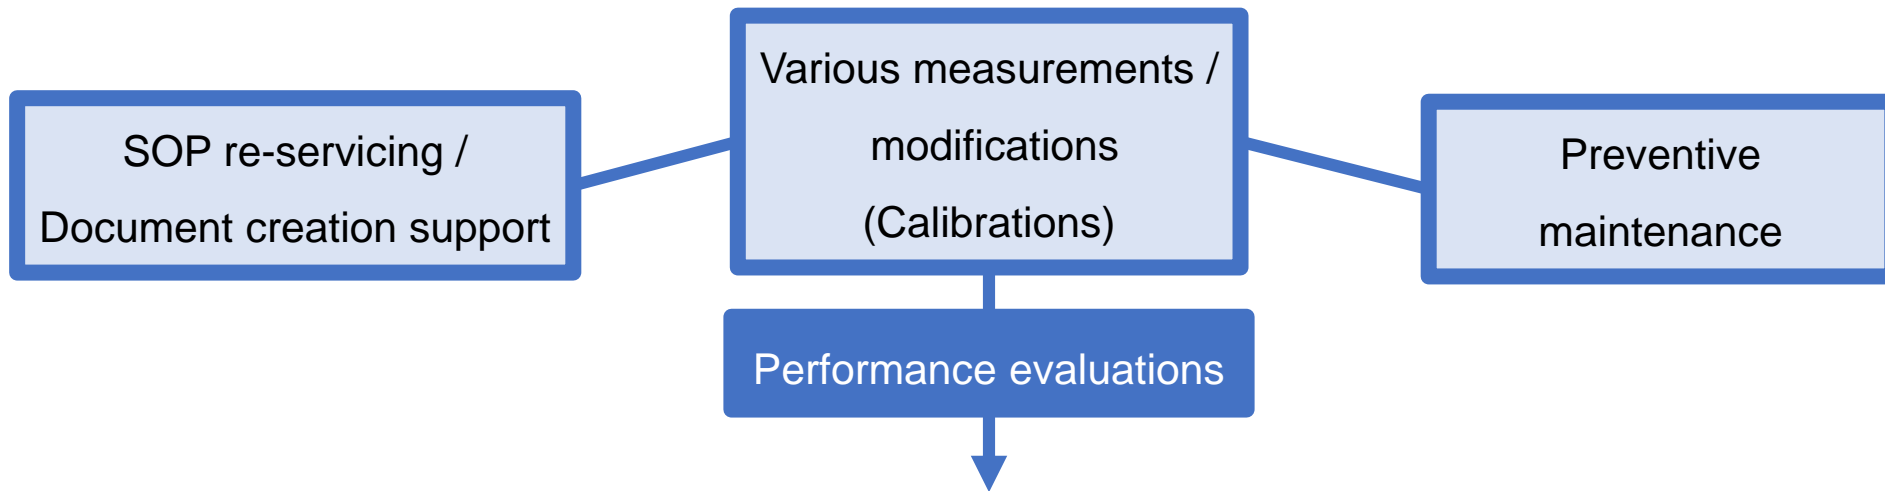 SOP re-servicing /
Document creation support
Various measurements /
modifications
(Calibrations)
Preventive
maintenance
Performance evaluations